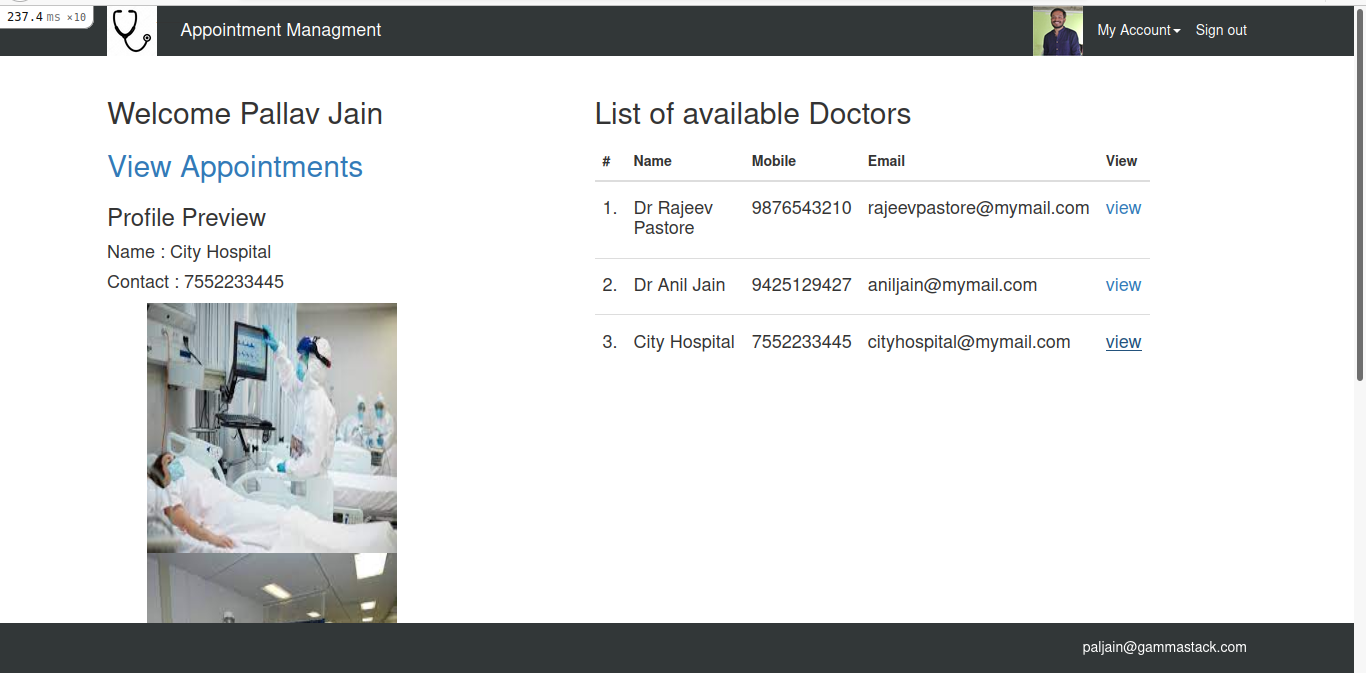 237.4 ms ×10
Appointment Managment
My Account Sign out
Welcome Pallav Jain
View Appointments
Profile Preview
Name : City Hospital
Contact : 7552233445
List of available Doctors
# Name Mobile Email View
1. Dr Rajeev Pastore 9876543210 rajeevpastore@mymail.com view
2. Dr Anil Jain 9425129427 aniljain@mymail.com view
3. City Hospital 7552233445 cityhospital@mymail.com view
paljain@gammastack.com